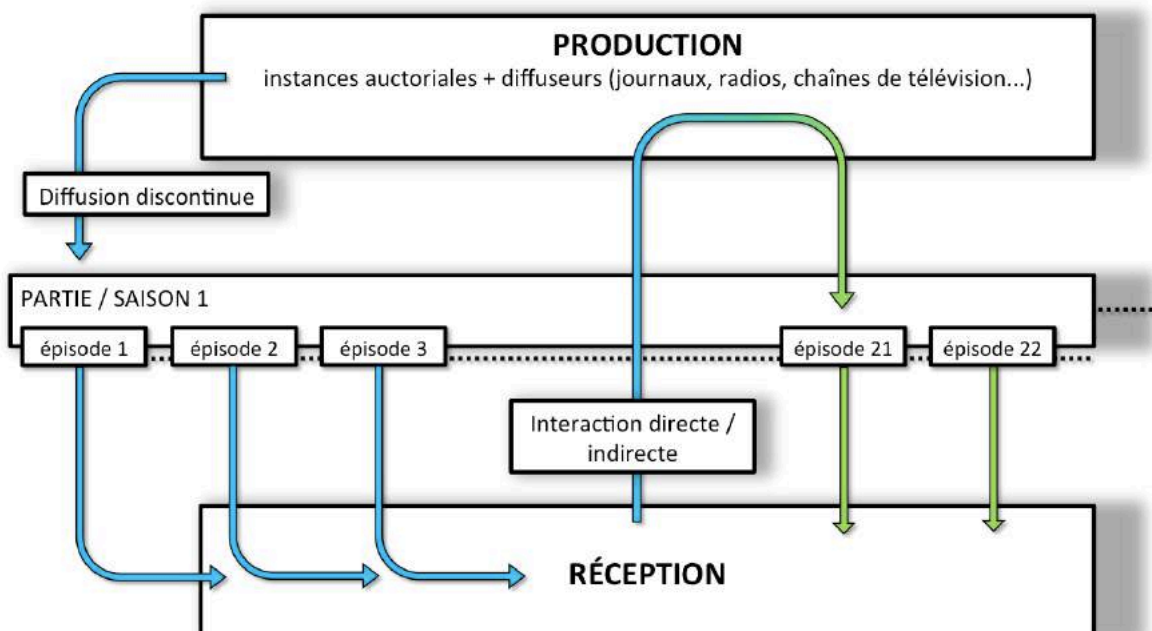 PRODUCTION
instances auctoriales + diffuseurs (journaux, radios, chaînes de télévision...)
Diffusion discontinue
PARTIE / SAISON 1
épisode 1
épisode 2
épisode 3
épisode 21
épisode 22
Interaction directe /
indirecte
RÉCEPTION